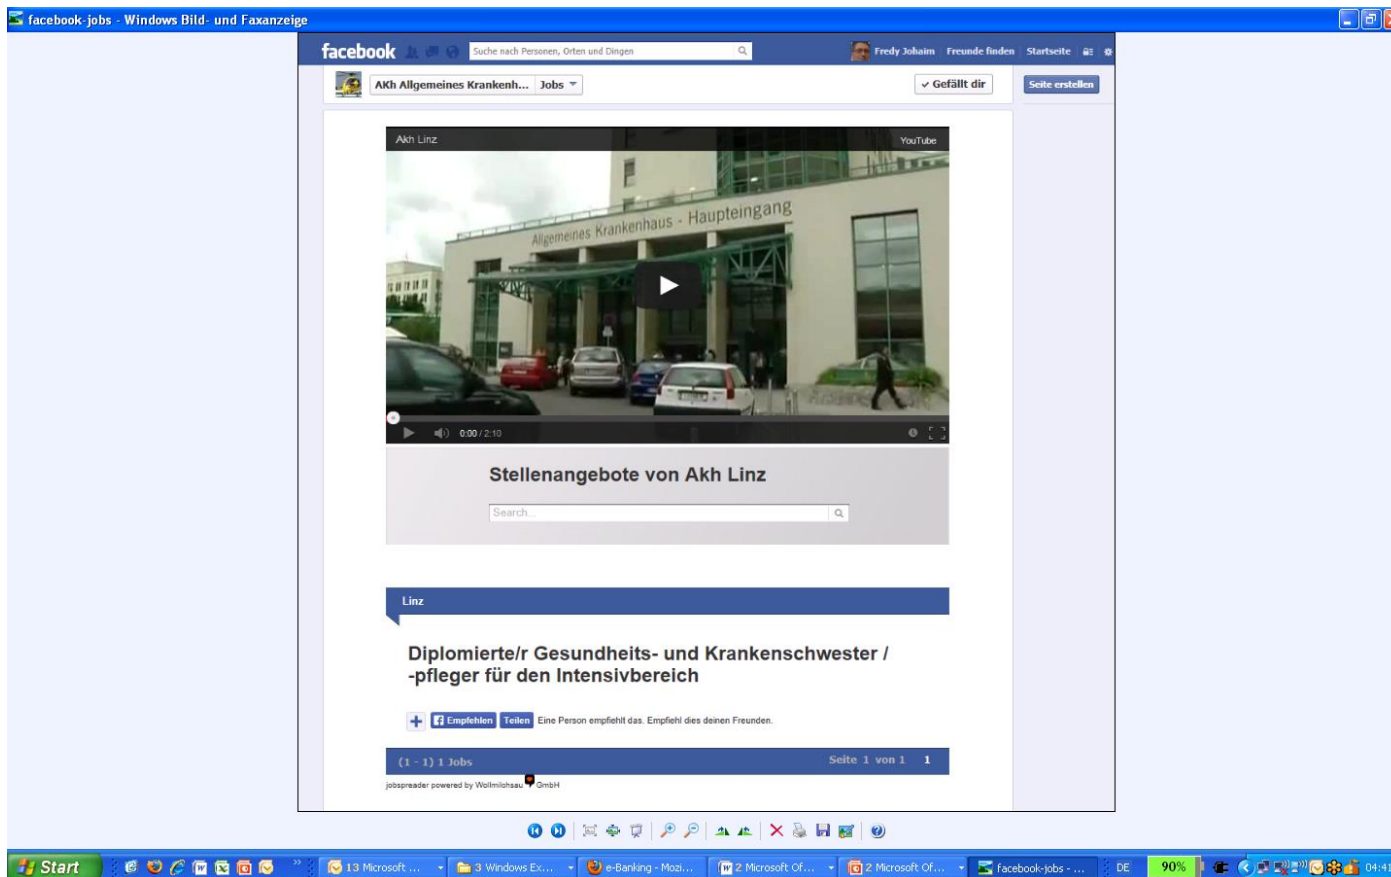 facebook-jobs - Windows Bild- und Faxanzeige
facebook Suche nach Personen, Orten und Dingen Fredy Johaim Freunde finden Startseite
AKh Allgemeines Krankenh... Jobs Gefällt dir Seite erstellen
Akh Linz YouTube
Allgemeines Krankenhaus - Haupteingang
0:00 / 2:10
Stellenangebote von Akh Linz
Search...
Linz
Diplomierte/r Gesundheits- und Krankenschwester /
-pfleger für den Intensivbereich
Empfehlen Teilen Eine Person empfiehlt das. Empfiehl dies deinen Freunden.
(1 - 1) 1 Jobs Seite 1 von 1 1
jobspreader powered by Wollmilchsau GmbH
Start 13 Microsoft ... 3 Windows Ex... e-Banking - Mozi... 2 Microsoft Of... 2 Microsoft Of... facebook-jobs - ... DE 90% 04:41